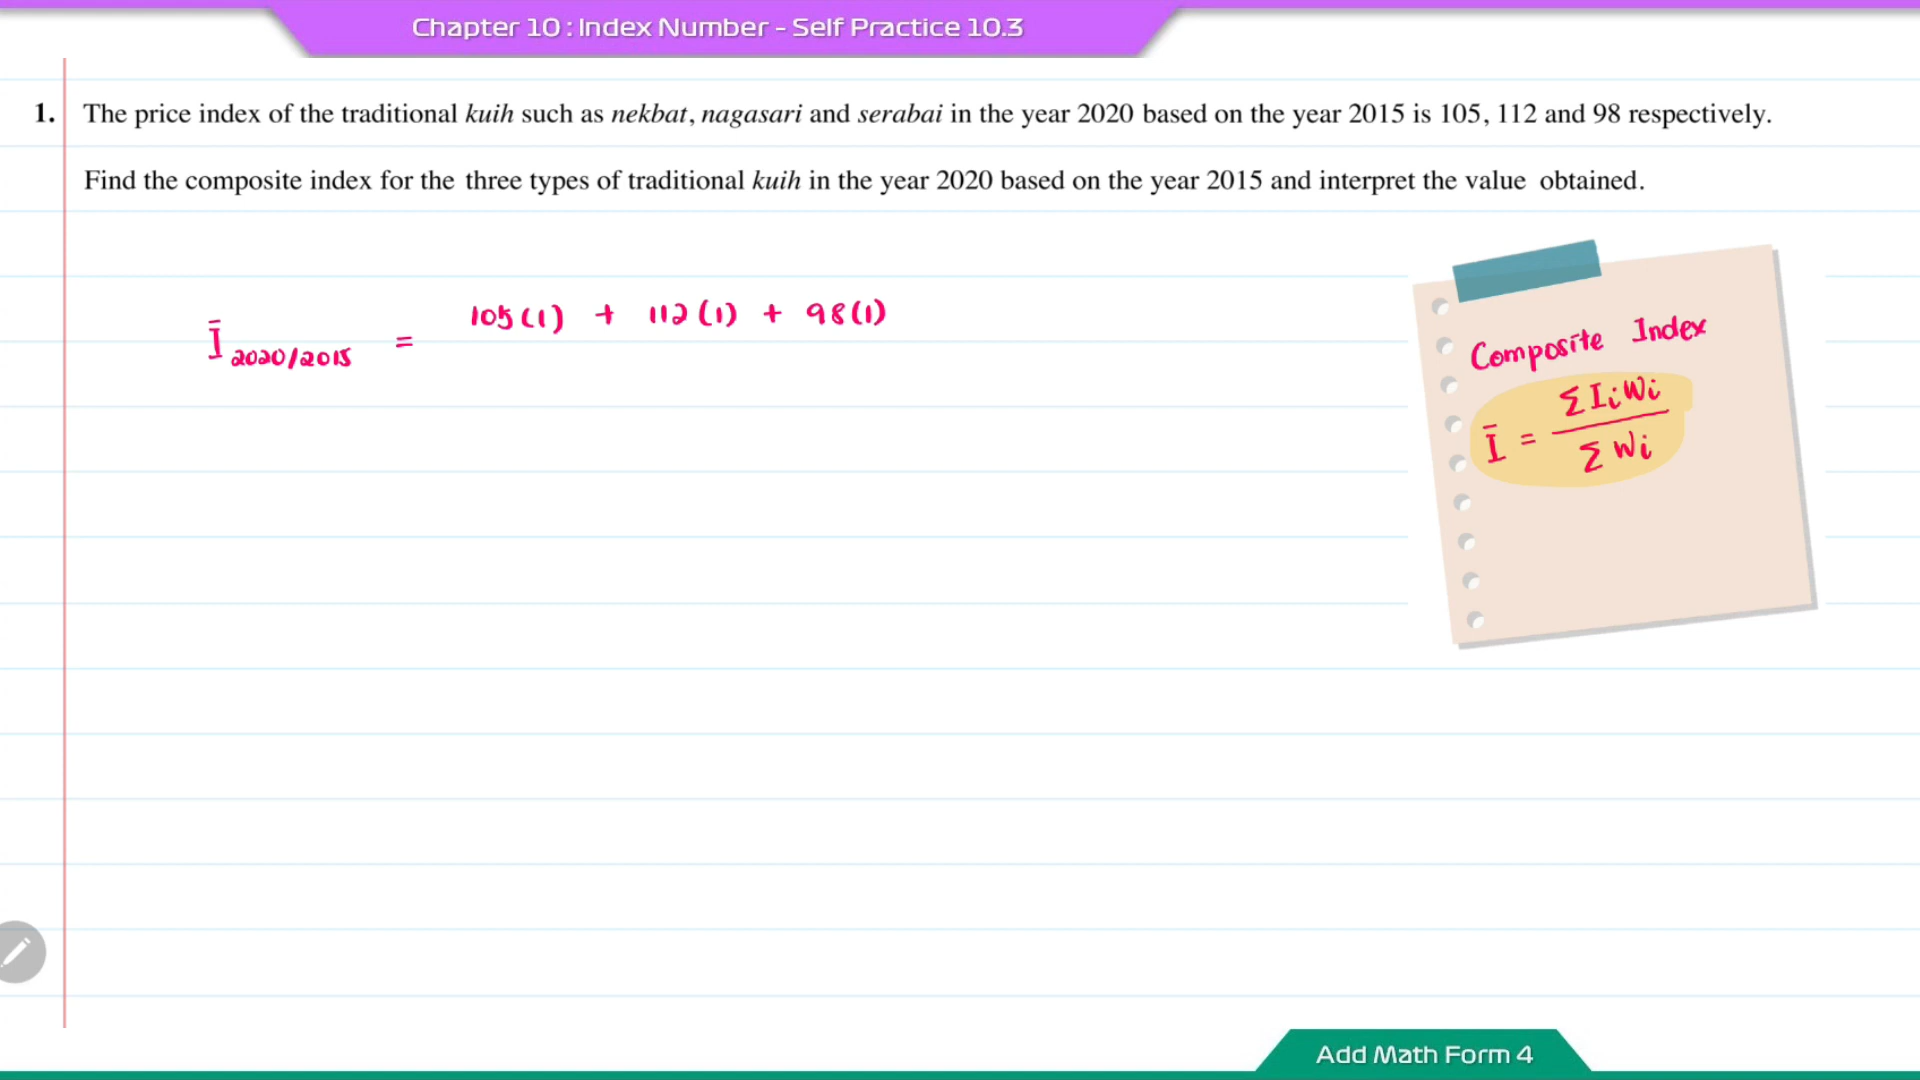 Chapter 10 : Index Number - Self Practice 10.3
1. The price index of the traditional kuih such as nekbat, nagasari and serabai in the year 2020 based on the year 2015 is 105, 112 and 98 respectively.
Find the composite index for the three types of traditional kuih in the year 2020 based on the year 2015 and interpret the value obtained.
Ī 2020/2015 = 105(1) + 112(1) + 98(1)
Composite Index
Ī = ΣIiWi / ΣWi
Add Math Form 4